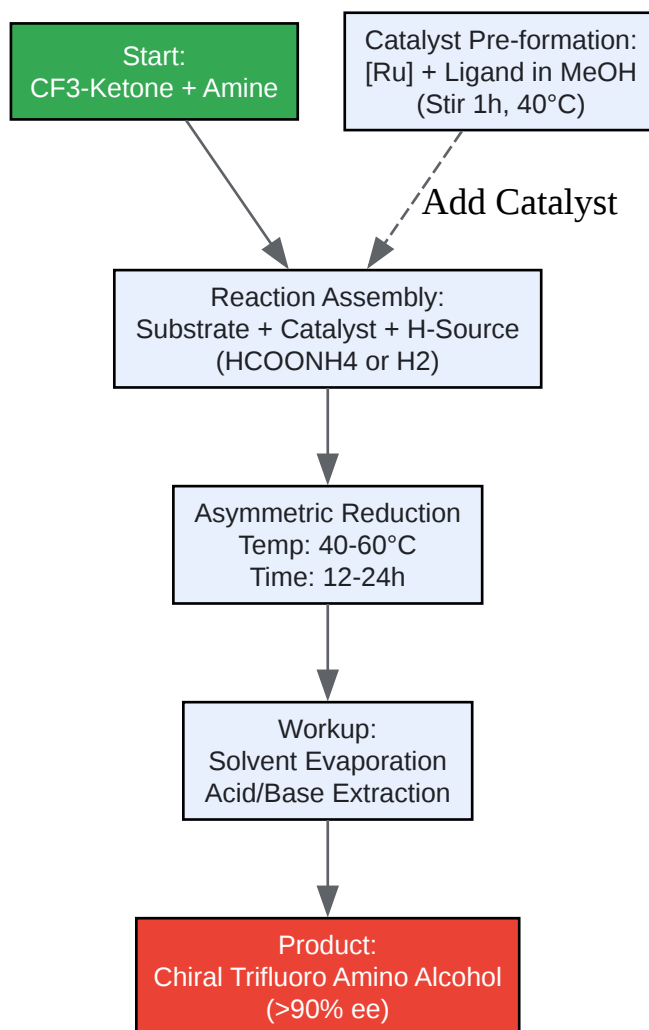 Start:
CF3-Ketone + Amine
Catalyst Pre-formation:
[Ru] + Ligand in MeOH
(Stir 1h, 40°C)
Add Catalyst
Reaction Assembly:
Substrate + Catalyst + H-Source
(HCOONH4 or H2)
Asymmetric Reduction
Temp: 40-60°C
Time: 12-24h
Workup:
Solvent Evaporation
Acid/Base Extraction
Product:
Chiral Trifluoro Amino Alcohol
(>90% ee)